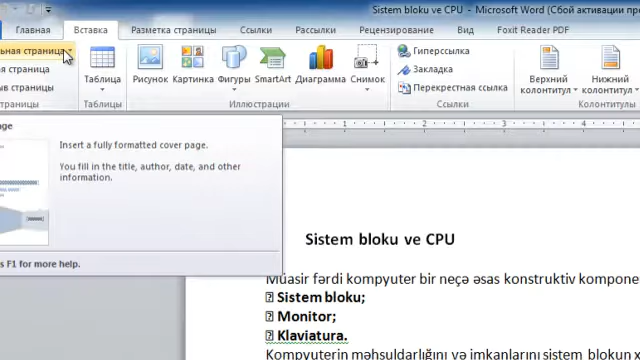 Sistem bloku ve CPU - Microsoft Word (Сбой активации
Главная Вставка Разметка страницы Ссылки Рассылки Рецензирование Вид Foxit Reader PDF
ьная страница
я страница
ыв страницы
траницы
Таблица
Таблицы
Рисунок Картинка Фигуры SmartArt Диаграмма Снимок
Иллюстрации
Гиперссылка
Закладка
Перекрестная ссылка
Ссылки
Верхний колонтитул
Нижний колонтитул
Колонтитулы
age
Insert a fully formatted cover page.
You fill in the title, author, date, and other
information.
s F1 for more help.
1 2 3
Sistem bloku ve CPU
Müasir fərdi kompyuter bir neçə əsas konstruktiv
Sistem bloku;
Monitor;
Klaviatura.
Kompyuterin məhsuldarlığını və imkanlarını sistem blokun